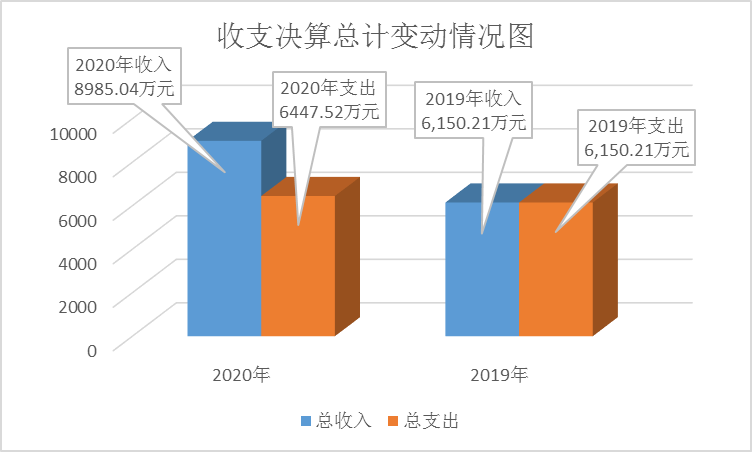 收支决算总计变动情况图
2020年收入
8985.04万元
2020年支出
6447.52万元
2019年收入
6,150.21万元
2019年支出
6,150.21万元
10000
8000
6000
4000
2000
0
2020年
2019年
总收入
总支出